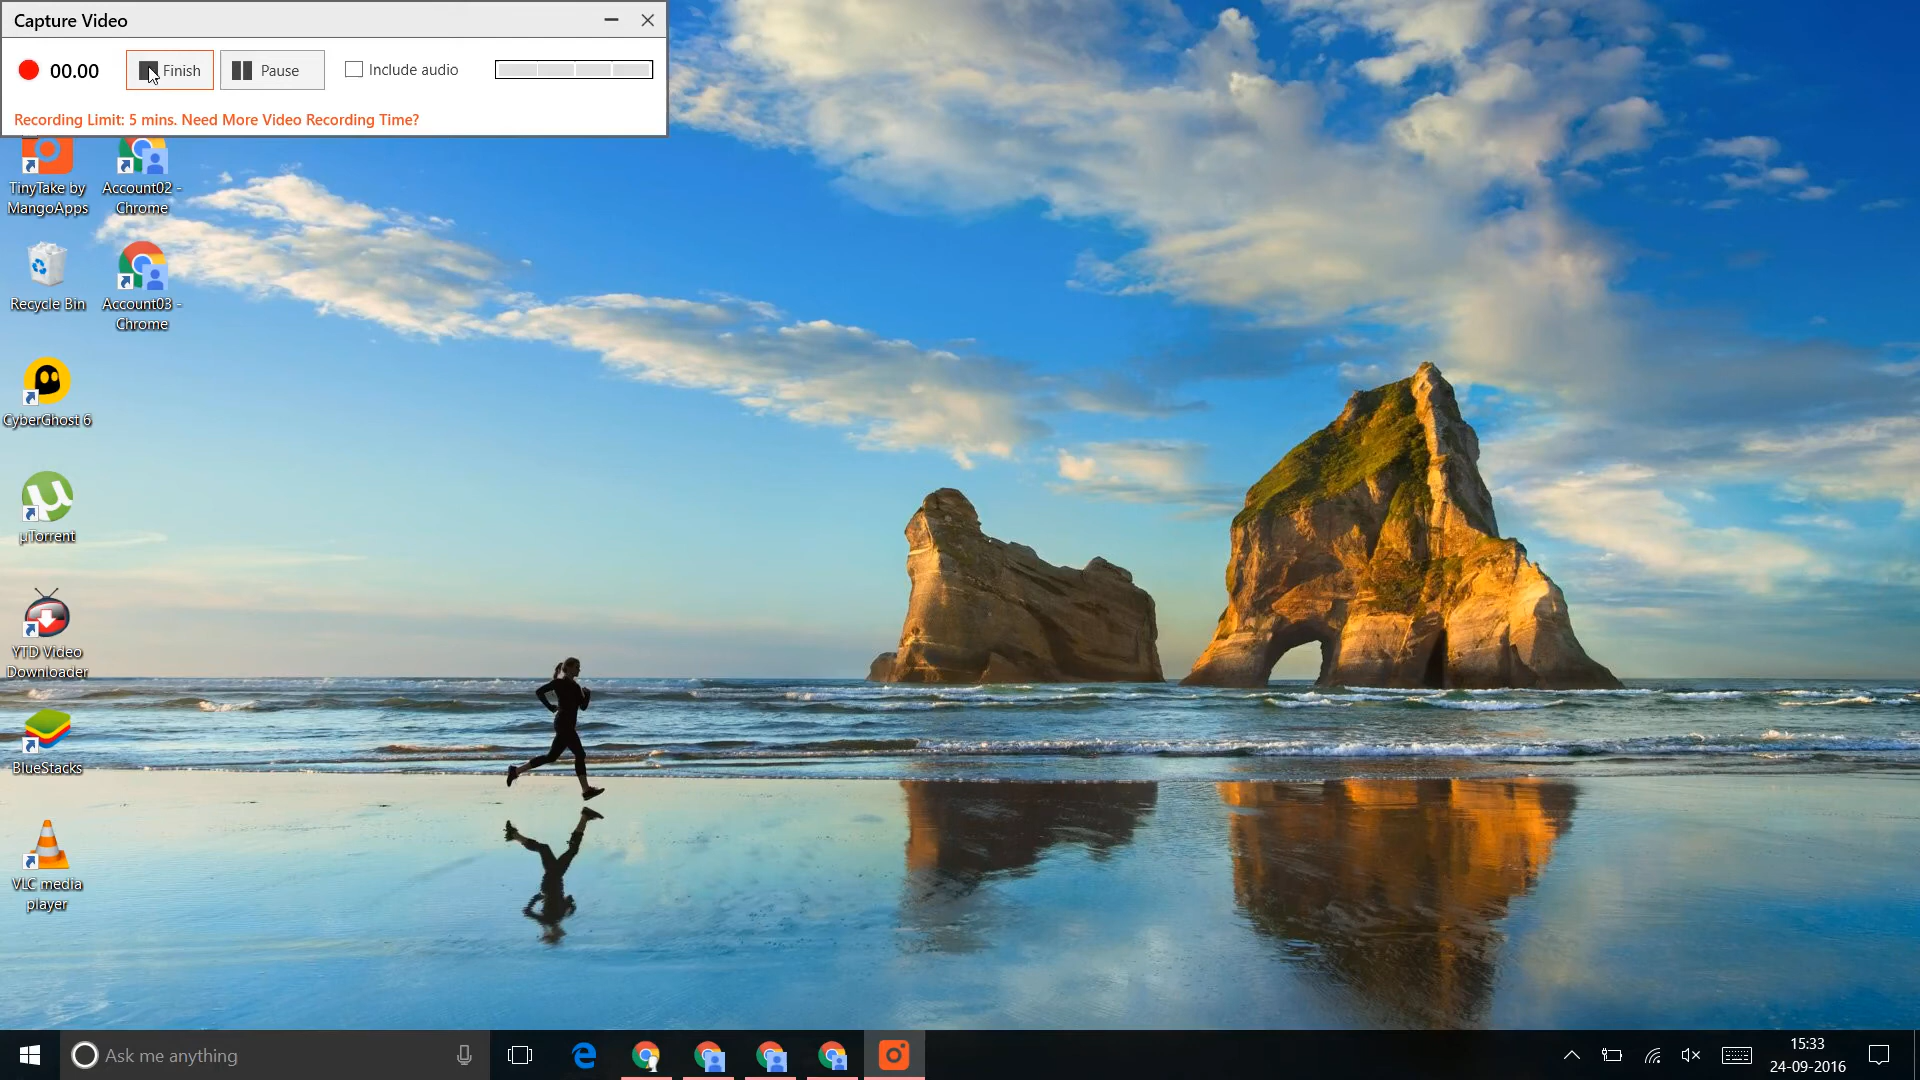 Capture Video
00.00
Finish
Pause
Include audio
Recording Limit: 5 mins. Need More Video Recording Time?
TinyTake by
MangoApps
Account02 -
Chrome
Recycle Bin
Account03 -
Chrome
CyberGhost 6
µTorrent
YTD Video
Downloader
BlueStacks
VLC media
player
Ask me anything
15:33
24-09-2016